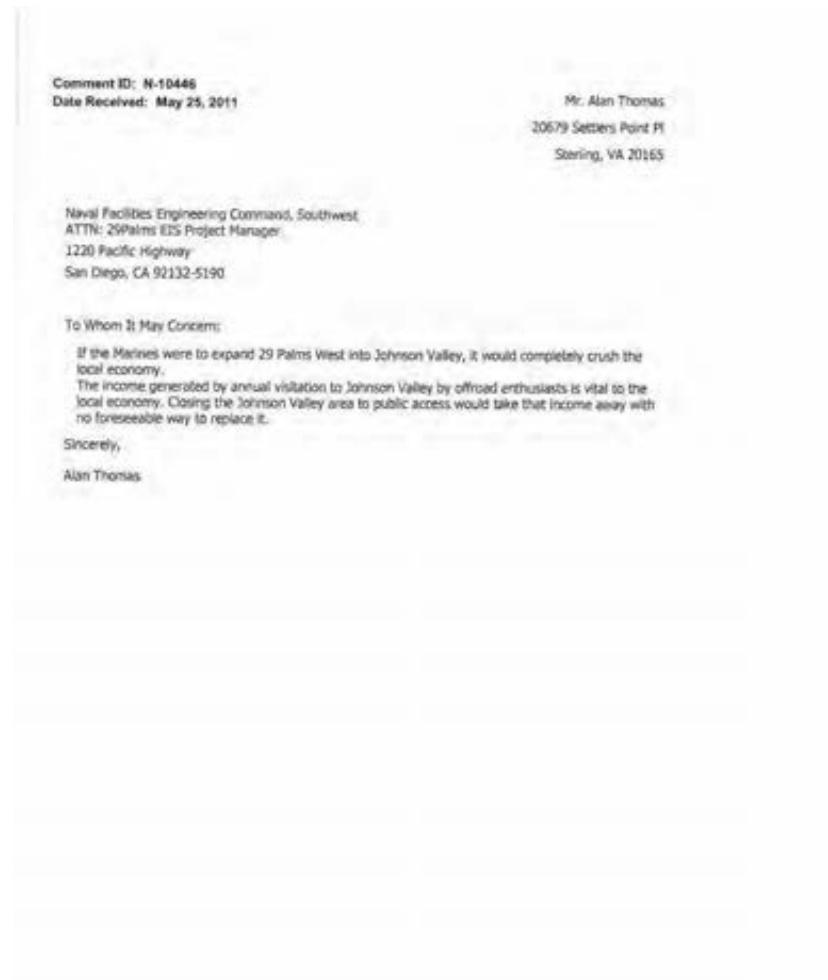 Comment ID: N-10446
Date Received: May 25, 2011
Mr. Alan Thomas
20679 Settlers Point Pl
Sterling, VA 20165
Naval Facilities Engineering Command, Southwest
ATTN: 29Palms EIS Project Manager
1220 Pacific Highway
San Diego, CA 92132-5190
To Whom It May Concern:
If the Marines were to expand 29 Palms West into Johnson Valley, it would completely crush the
local economy.
The income generated by annual visitation to Johnson Valley by offroad enthusiasts is vital to the
local economy. Closing the Johnson Valley area to public access would take that income away with
no foreseeable way to replace it.
Sincerely,
Alan Thomas